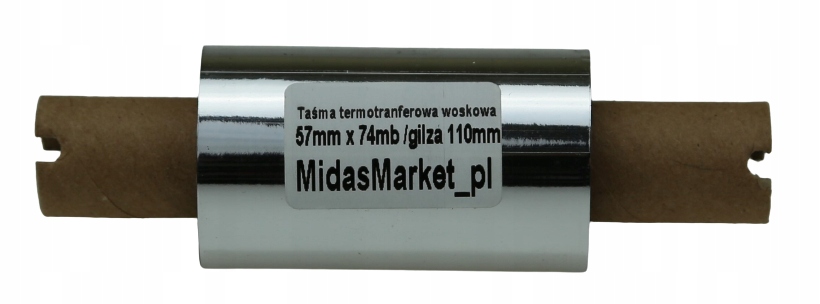 Taśma termotranferowa woskowa
57mm x 74mb /gilza 110mm
MidasMarket_pl